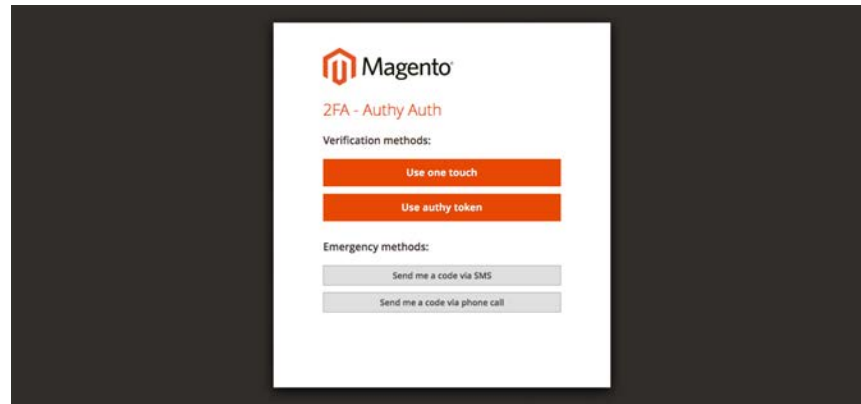 Magento
2FA - Authy Auth
Verification methods:
Use one touch
Use authy token
Emergency methods:
Send me a code via SMS
Send me a code via phone call